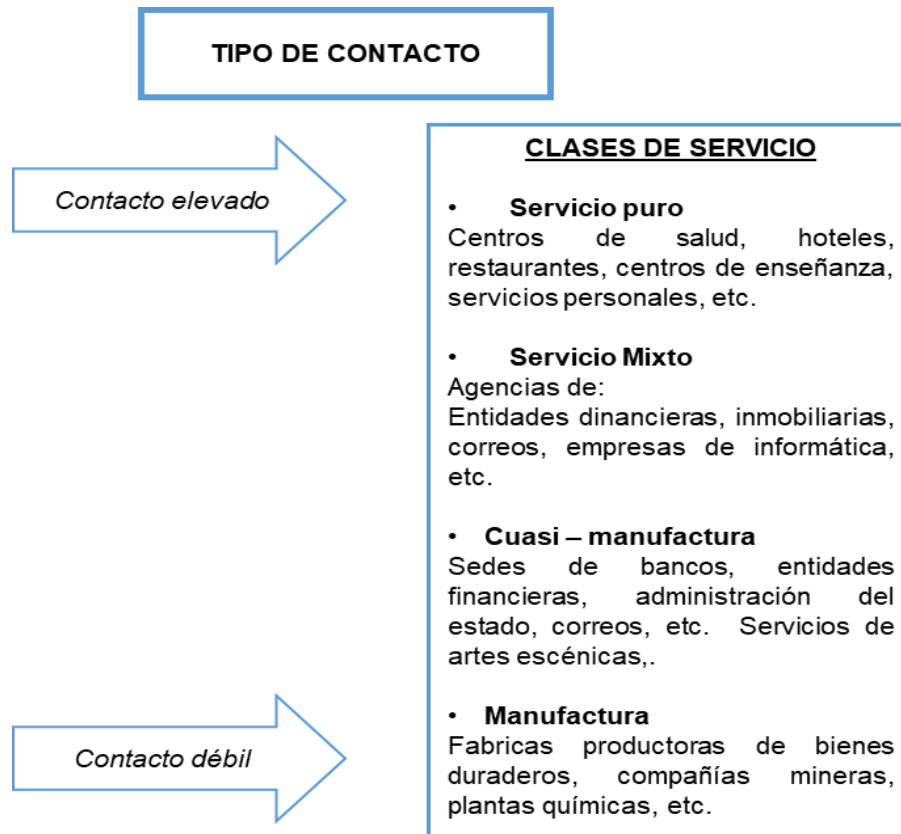 TIPO DE CONTACTO
Contacto elevado
CLASES DE SERVICIO
• Servicio puro
Centros de salud, hoteles,
restaurantes, centros de enseñanza,
servicios personales, etc.
• Servicio Mixto
Agencias de:
Entidades dinancieras, inmobiliarias,
correos, empresas de informática,
etc.
• Cuasi – manufactura
Sedes de bancos, entidades
financieras, administración del
estado, correos, etc. Servicios de
artes escénicas,.
Contacto débil
• Manufactura
Fabricas productoras de bienes
duraderos, compañías mineras,
plantas químicas, etc.